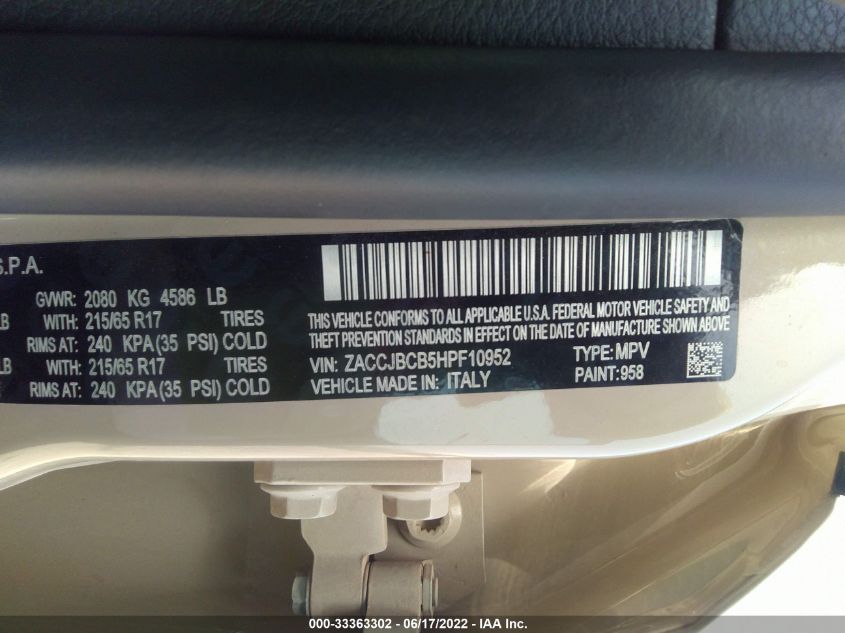 S.P.A.
GVWR: 2080 KG 4586 LB
LB WITH: 215/65 R17 TIRES
RIMS AT: 240 KPA (35 PSI) COLD
LB WITH: 215/65 R17 TIRES
RIMS AT: 240 KPA (35 PSI) COLD
THIS VEHICLE CONFORMS TO ALL APPLICABLE U.S.A. FEDERAL MOTOR VEHICLE SAFETY AND
THEFT PREVENTION STANDARDS IN EFFECT ON THE DATE OF MANUFACTURE SHOWN ABOVE
VIN: ZACCJBCB5HPF10952 TYPE: MPV
VEHICLE MADE IN: ITALY PAINT: 958
000-33363302 - 06/17/2022 - IAA Inc.